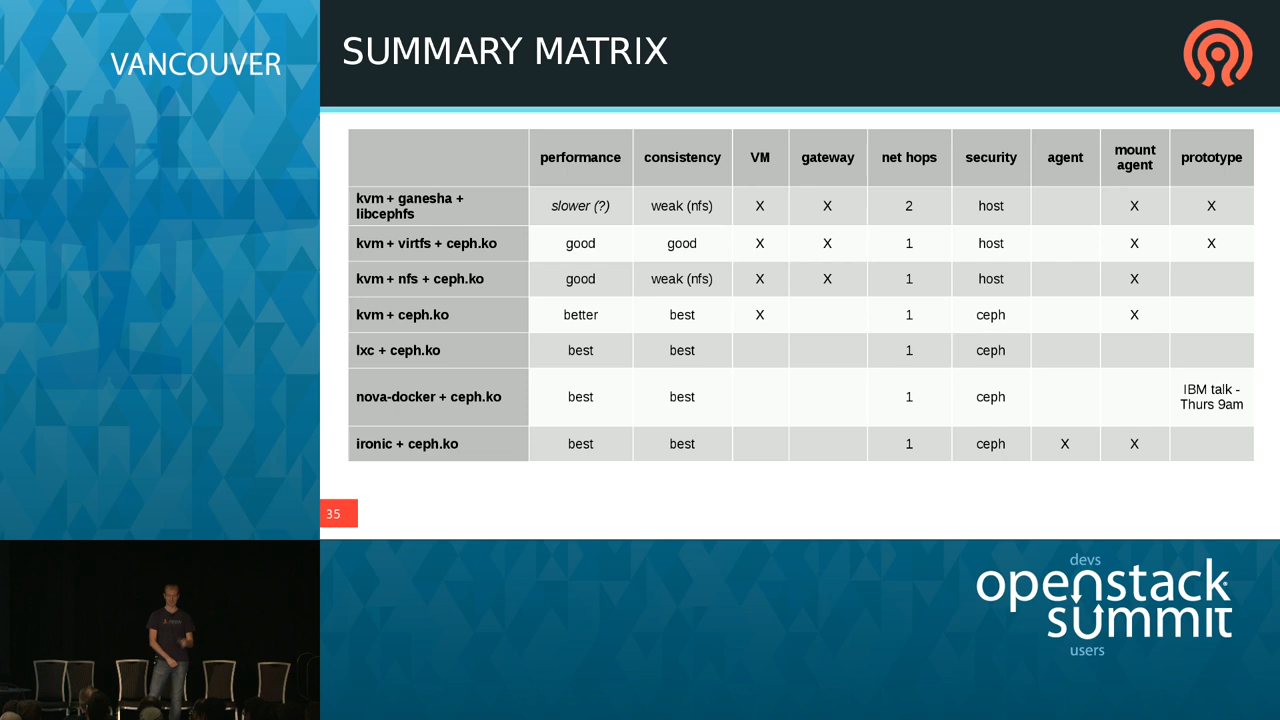 VANCOUVER
SUMMARY MATRIX
performance consistency VM gateway net hops security agent mount agent prototype
kvm + ganesha + libcephfs slower (?) weak (nfs) X X 2 host X X
kvm + virtfs + ceph.ko good good X X 1 host X X
kvm + nfs + ceph.ko good weak (nfs) X X 1 host X
kvm + ceph.ko better best X 1 ceph X
lxc + ceph.ko best best 1 ceph
nova-docker + ceph.ko best best 1 ceph IBM talk - Thurs 9am
ironic + ceph.ko best best 1 ceph X X
35
devs
openstack
summit
users